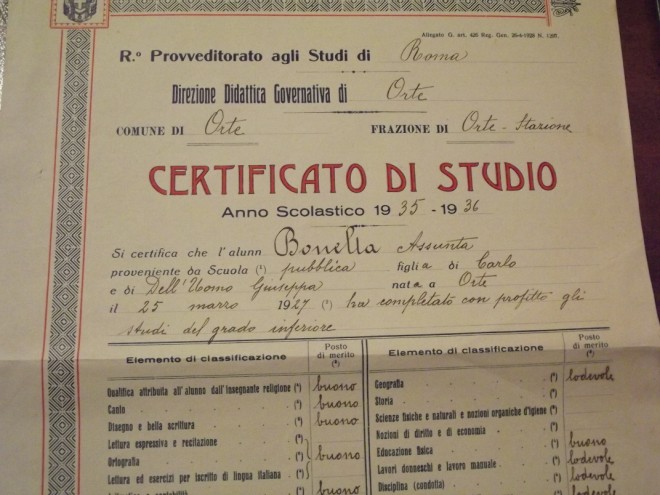 Allegato G. art. 425 Reg. Gen. 26-4-1928 N. 1297.
R.º Provveditorato agli Studi di Roma
Direzione Didattica Governativa di Orte
COMUNE DI Orte FRAZIONE DI Orte-Stazione
CERTIFICATO DI STUDIO
Anno Scolastico 1935-1936
Si certifica che l'alunn Bonella Assunta
proveniente da Scuola (¹) pubblica figlia di Carlo
e di Dell'Uomo Giuseppa nata a Orte
il 25 marzo 1927 (²) ha completato con profitto gli
studi del grado inferiore
Elemento di classificazione Posto di merito (*)
Qualifica attribuita all'alunno dall'insegnante religione (*) buono
Canto (*) buono
Disegno e bella scrittura (*) buono
Lettura espressiva e recitazione (*)
Ortografia (*) buono
Lettura ed esercizi per iscritto di lingua italiana (*)
Elemento di classificazione Posto di merito (*)
Geografia (*) lodevole
Storia (*)
Scienze fisiche e naturali e nozioni organiche d'igiene (*)
Nozioni di diritto e di economia (*)
Educazione fisica (*) buono
Lavori donneschi e lavoro manuale (*) lodevole
Disciplina (condotta) (*) lodevole
lodevole